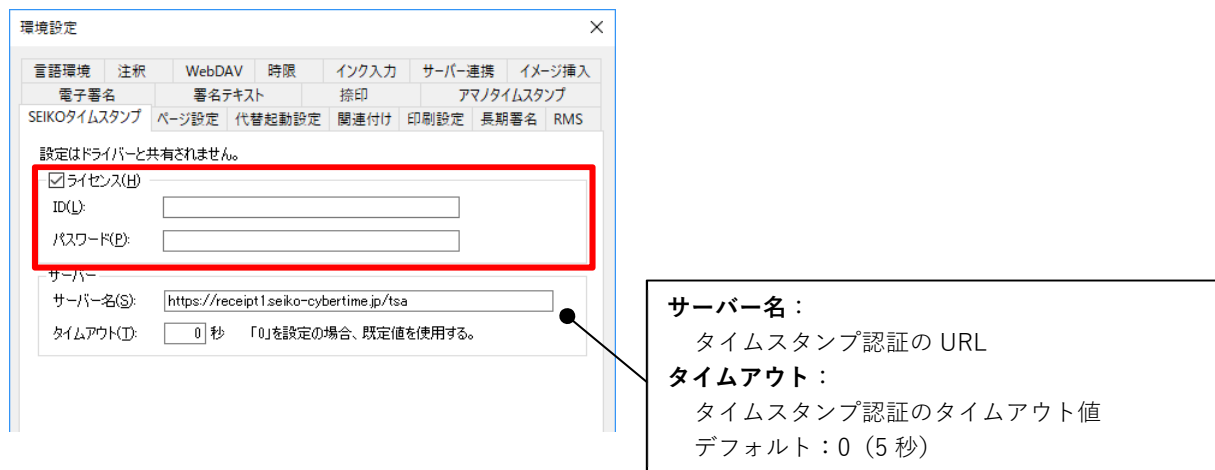 環境設定
言語環境 注釈 WebDAV 時限 インク入力 サーバー連携 イメージ挿入
電子署名 署名テキスト 捺印 アマノタイムスタンプ
SEIKOタイムスタンプ ページ設定 代替起動設定 関連付け 印刷設定 長期署名 RMS
設定はドライバーと共有されません。
ライセンス(H)
ID(L):
パスワード(P):
サーバー
サーバー名(S): https://receipt1.seiko-cybertime.jp/tsa
タイムアウト(T): 0 秒 「0」を設定の場合、既定値を使用する。
サーバー名：
タイムスタンプ認証の URL
タイムアウト：
タイムスタンプ認証のタイムアウト値
デフォルト：0（5 秒）